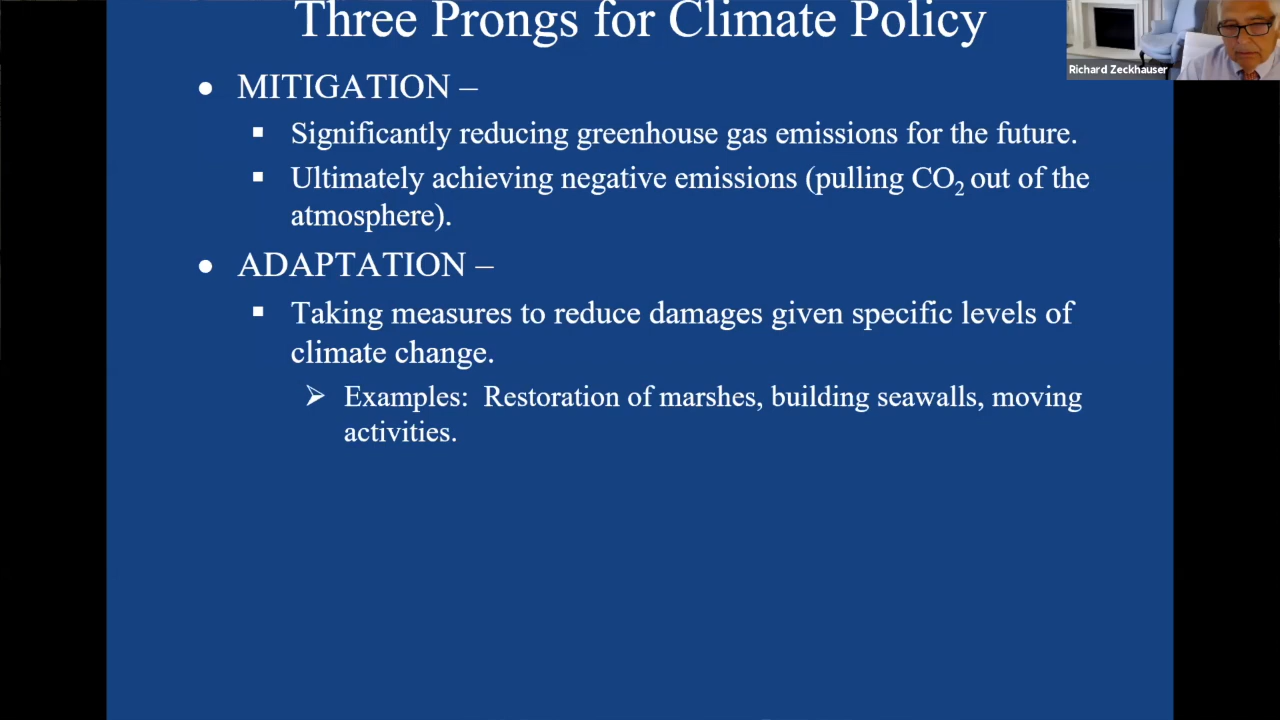 Three Prongs for Climate Policy
Richard Zeckhauser
• MITIGATION –
▪ Significantly reducing greenhouse gas emissions for the future.
▪ Ultimately achieving negative emissions (pulling CO₂ out of the
atmosphere).
• ADAPTATION –
▪ Taking measures to reduce damages given specific levels of
climate change.
➢ Examples:  Restoration of marshes, building seawalls, moving
activities.